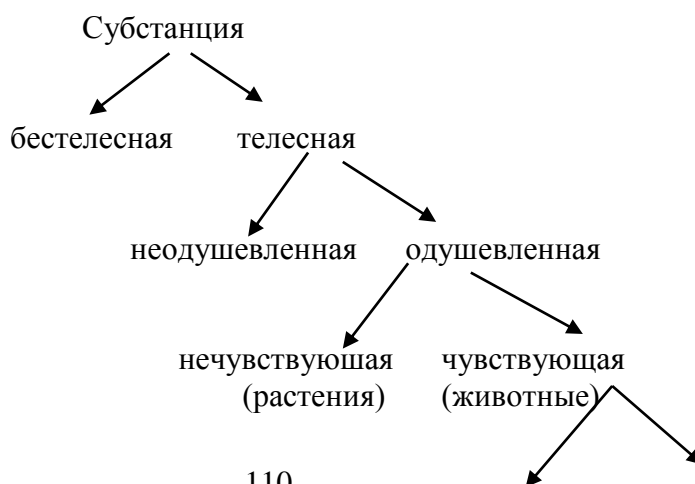 Субстанция
бестелесная телесная
неодушевленная одушевленная
нечувствуюшая чувствующая
(растения) (животные)
110